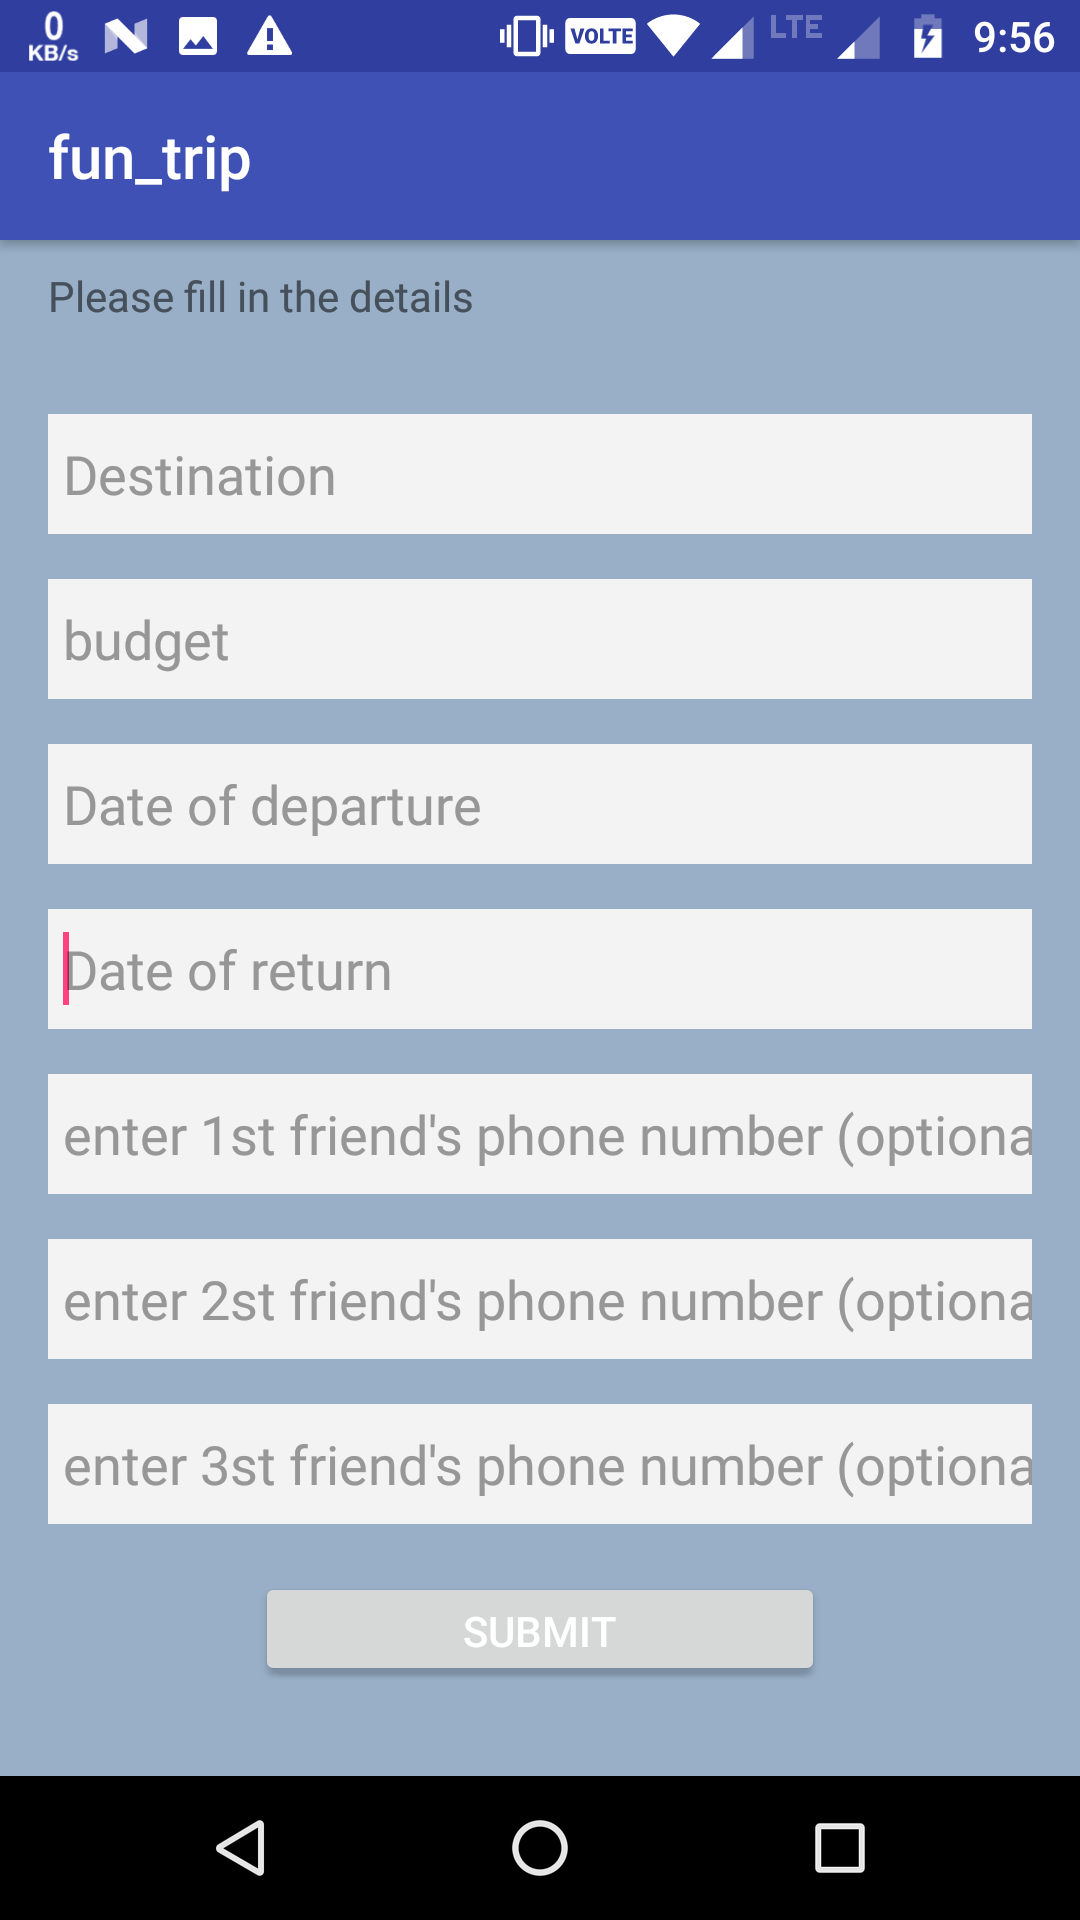 0
KB/s
VOLTE
LTE
9:56
fun_trip
Please fill in the details
Destination
budget
Date of departure
Date of return
enter 1st friend's phone number (optiona
enter 2st friend's phone number (optiona
enter 3st friend's phone number (optiona
SUBMIT